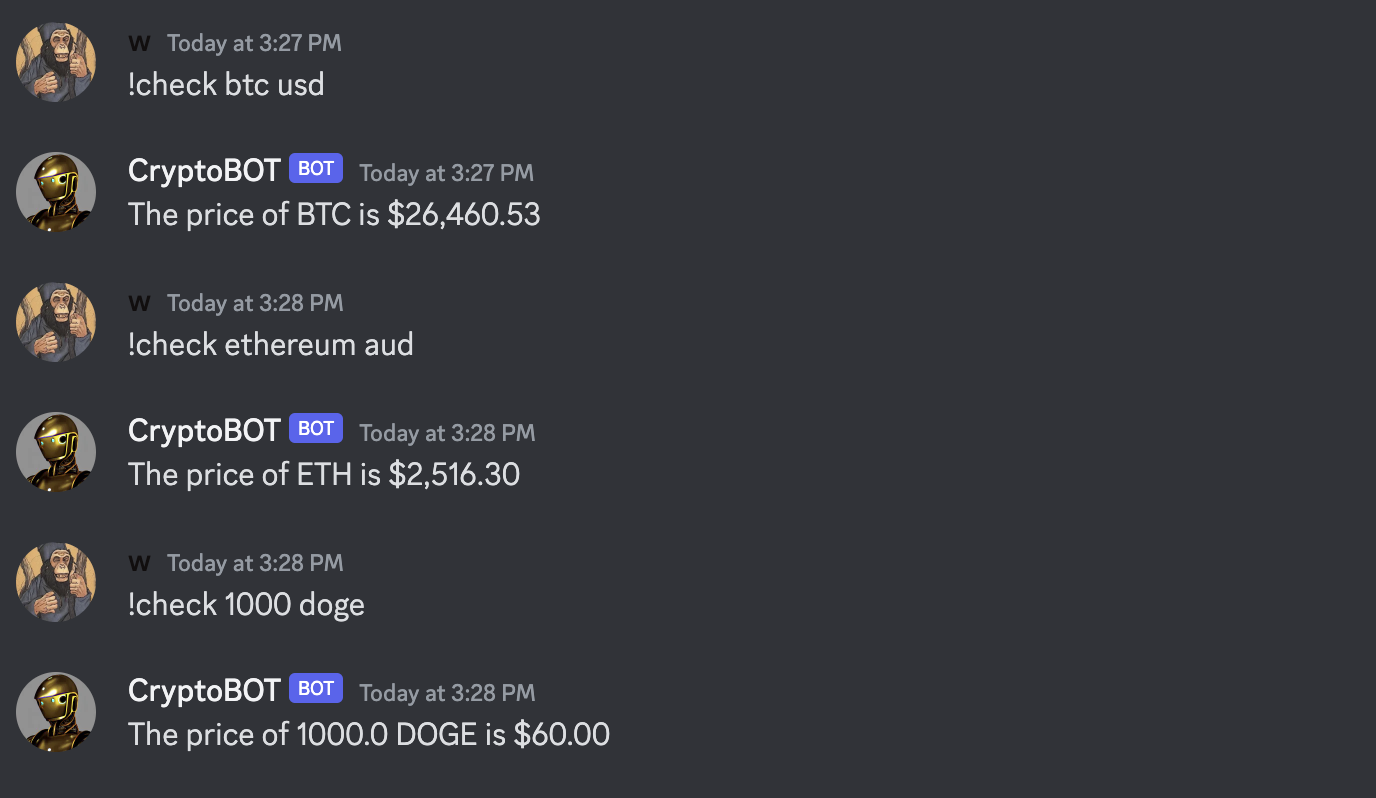 W Today at 3:27 PM
!check btc usd
CryptoBOT BOT Today at 3:27 PM
The price of BTC is $26,460.53
W Today at 3:28 PM
!check ethereum aud
CryptoBOT BOT Today at 3:28 PM
The price of ETH is $2,516.30
W Today at 3:28 PM
!check 1000 doge
CryptoBOT BOT Today at 3:28 PM
The price of 1000.0 DOGE is $60.00